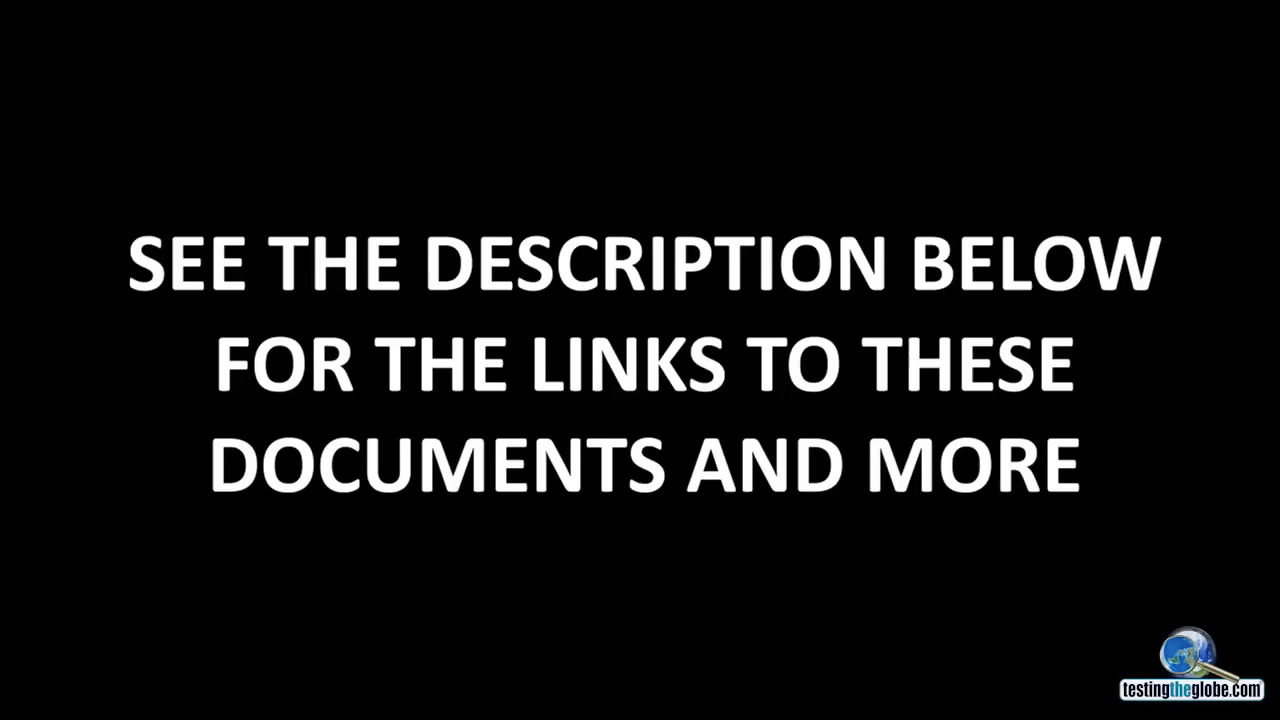 SEE THE DESCRIPTION BELOW
FOR THE LINKS TO THESE
DOCUMENTS AND MORE
testingtheglobe.com